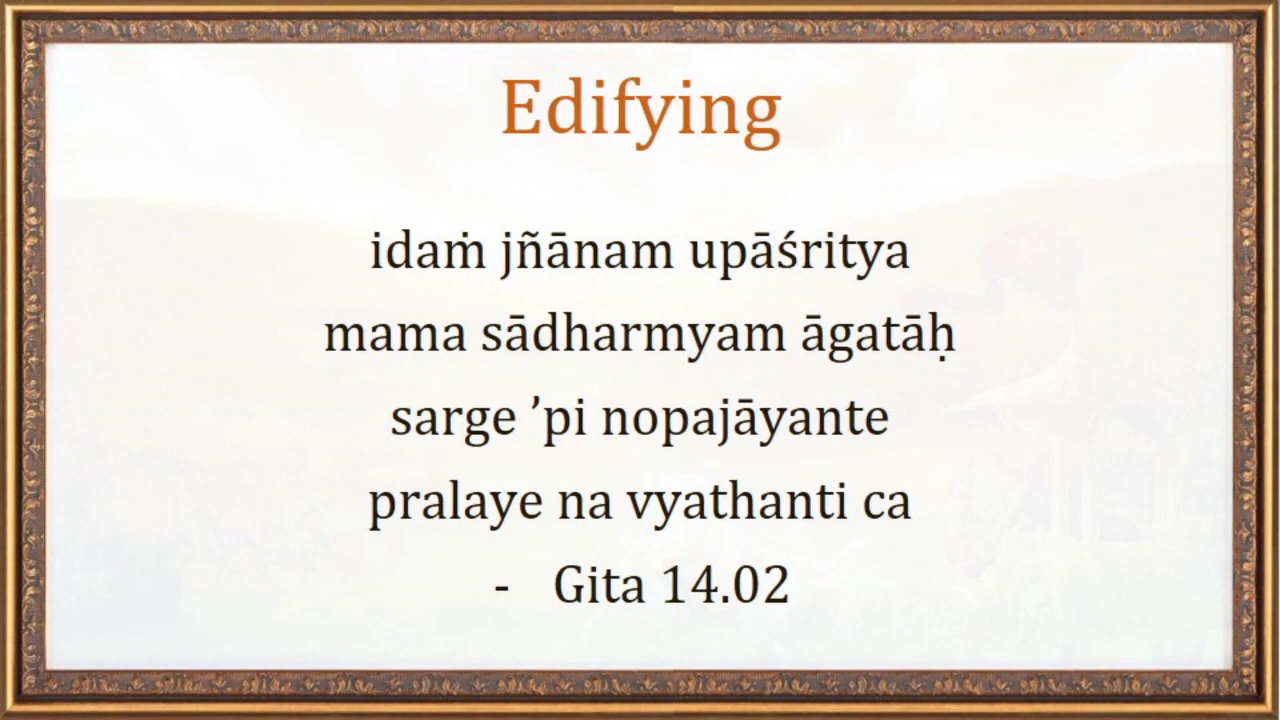 Edifying
idaṁ jñānam upāśritya
mama sādharmyam āgatāḥ
sarge ’pi nopajāyante
pralaye na vyathanti ca
- Gita 14.02